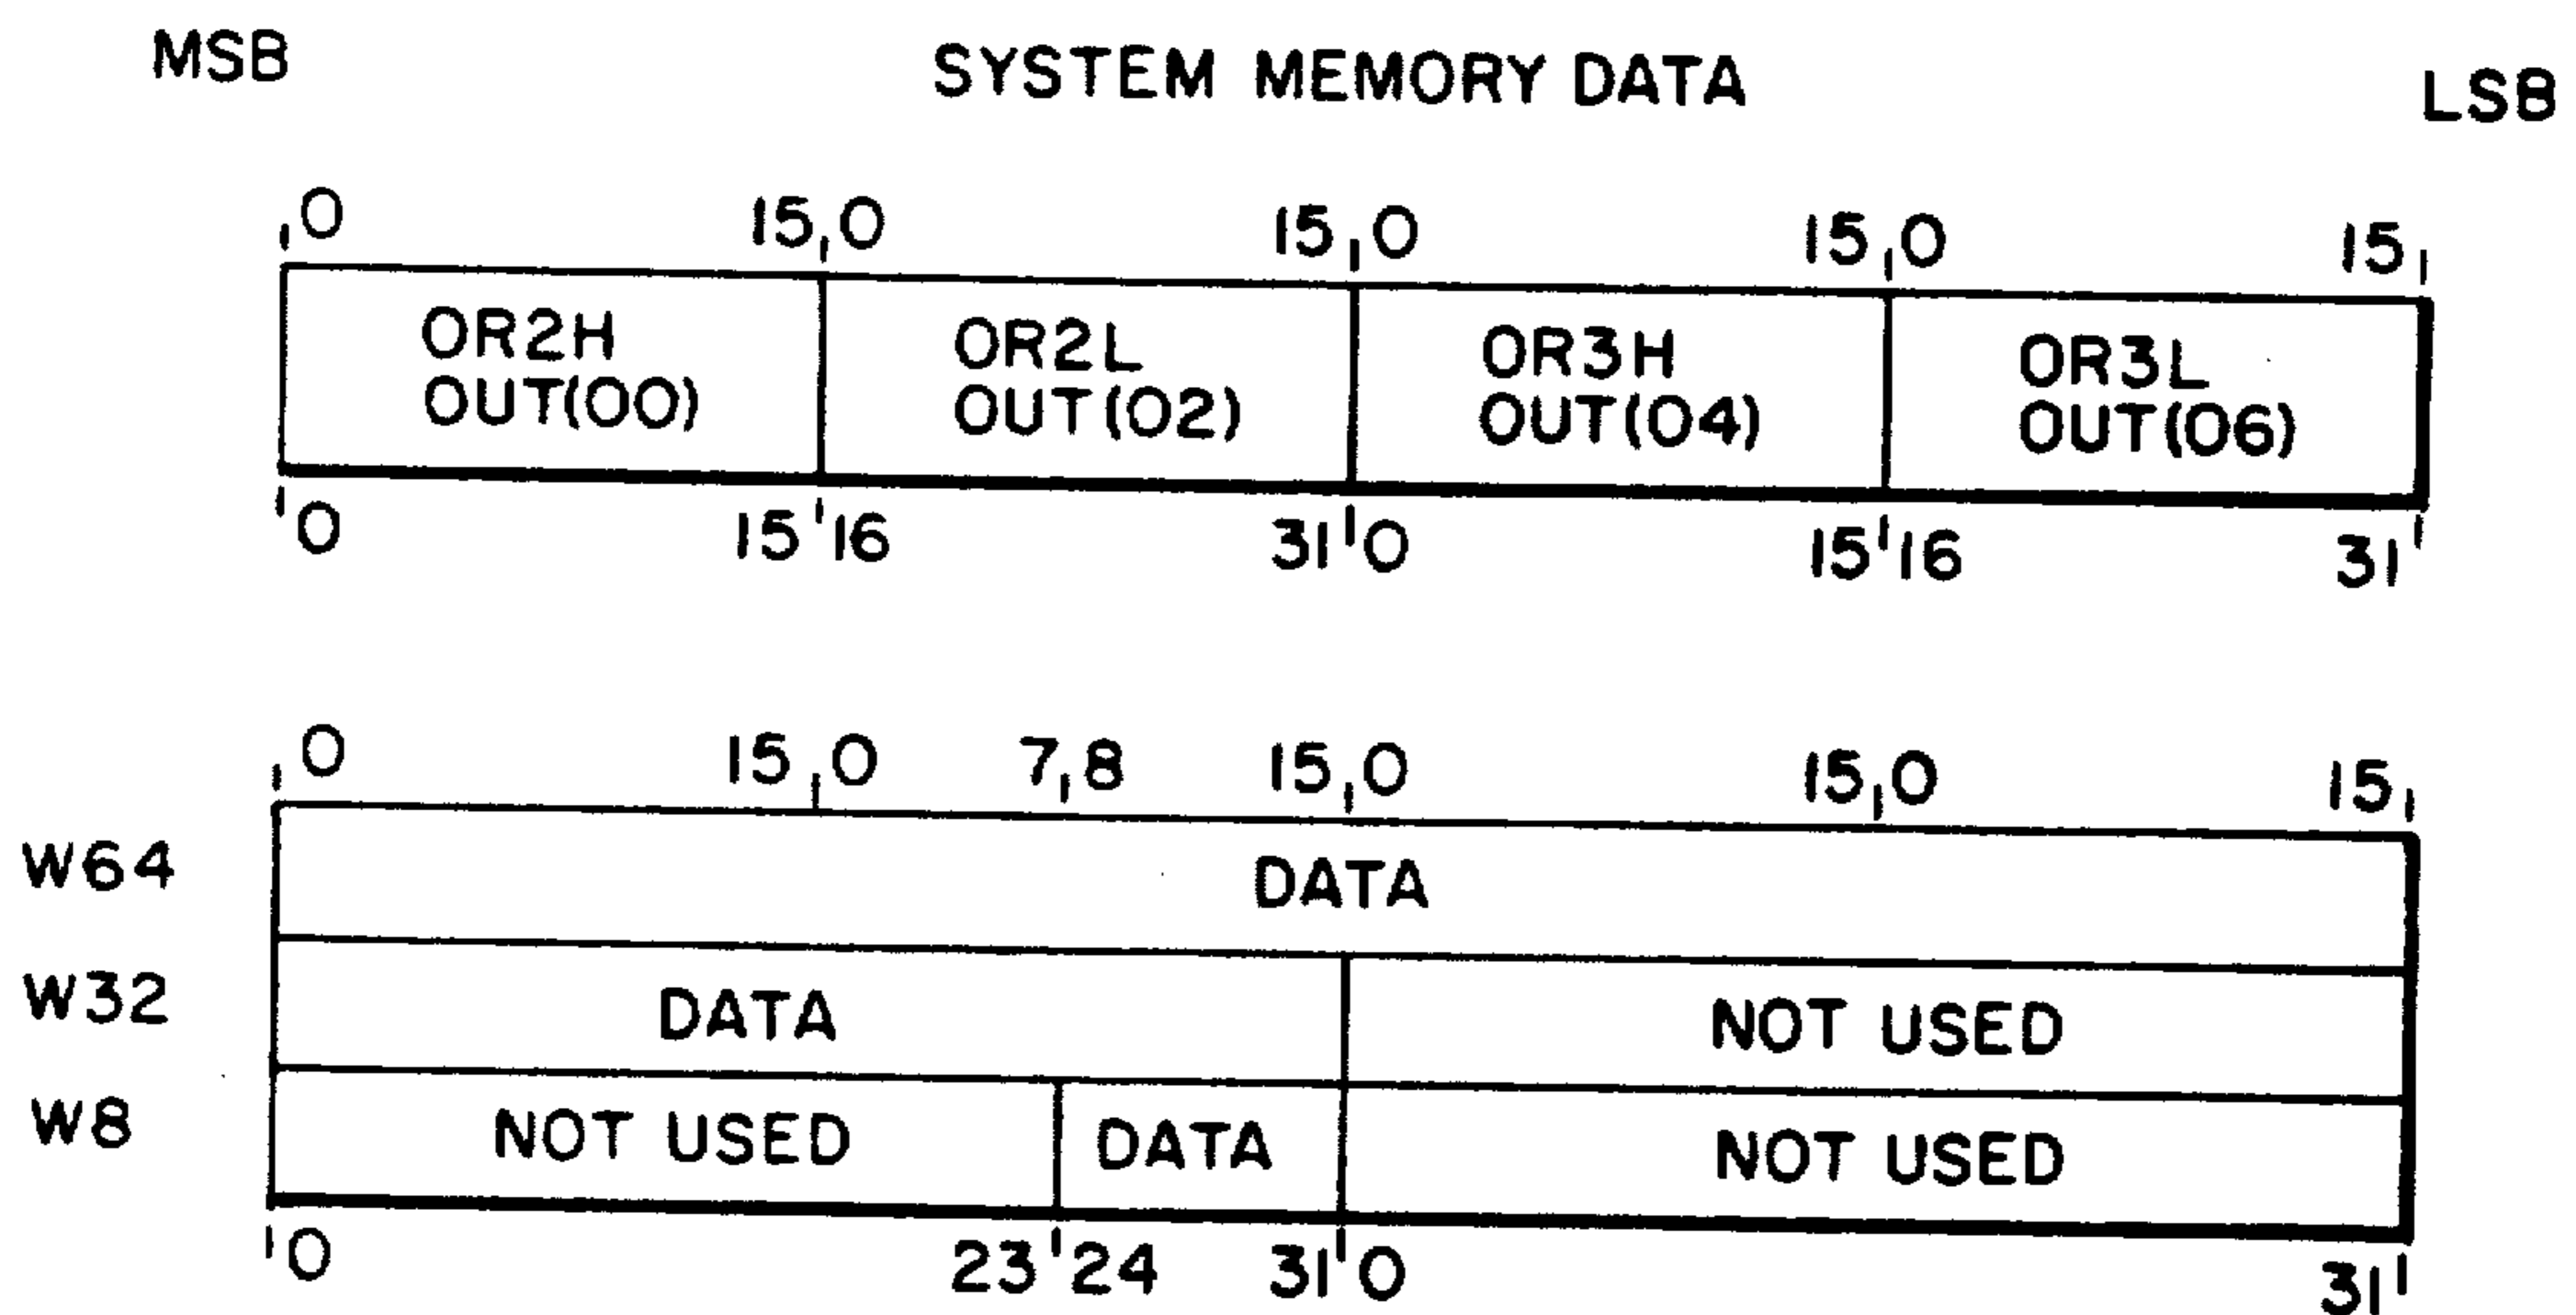 MSB SYSTEM MEMORY DATA LSB
0 15 0 15 0 15 0 15
OR2H OR2L OR3H OR3L
OUT(00) OUT(02) OUT(04) OUT(06)
0 15 16 31 0 15 16 31
0 15 0 7 8 15 0 15 0 15
W64 DATA
W32 DATA NOT USED
W8 NOT USED DATA NOT USED
0 23 24 31 0 31